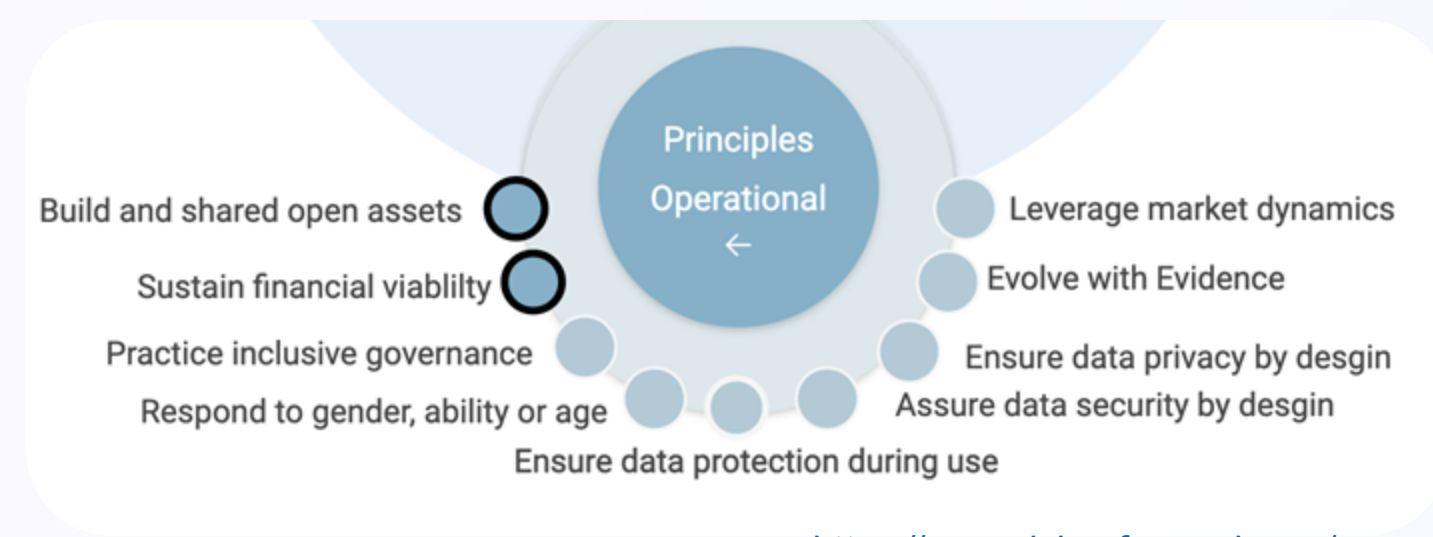 Principles
Operational
←
Build and shared open assets
Leverage market dynamics
Sustain financial viablilty
Evolve with Evidence
Practice inclusive governance
Ensure data privacy by desgin
Respond to gender, ability or age
Assure data security by desgin
Ensure data protection during use